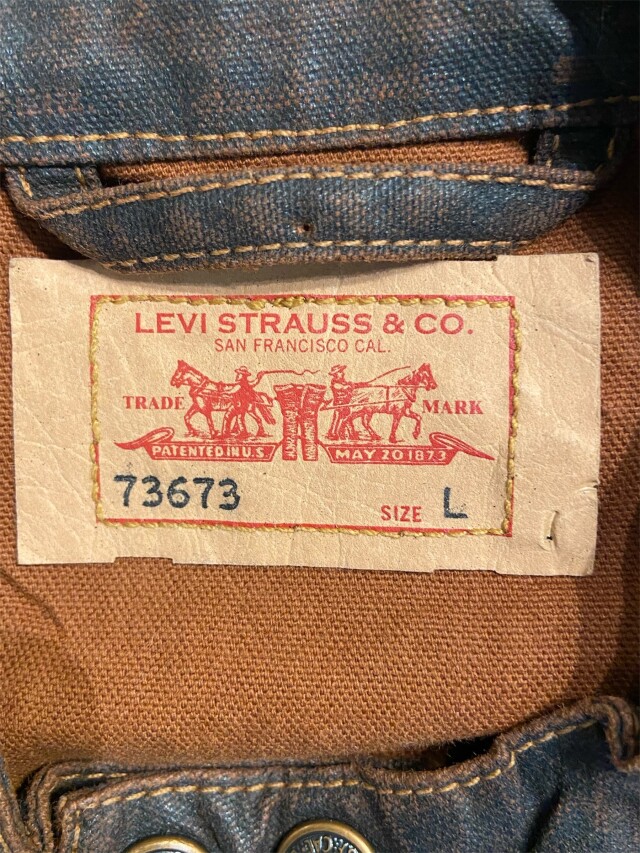 LEVI STRAUSS & CO.
SAN FRANCISCO CAL.
TRADE MARK
PATENTED IN U.S. MAY 20 1873
73673 SIZE L